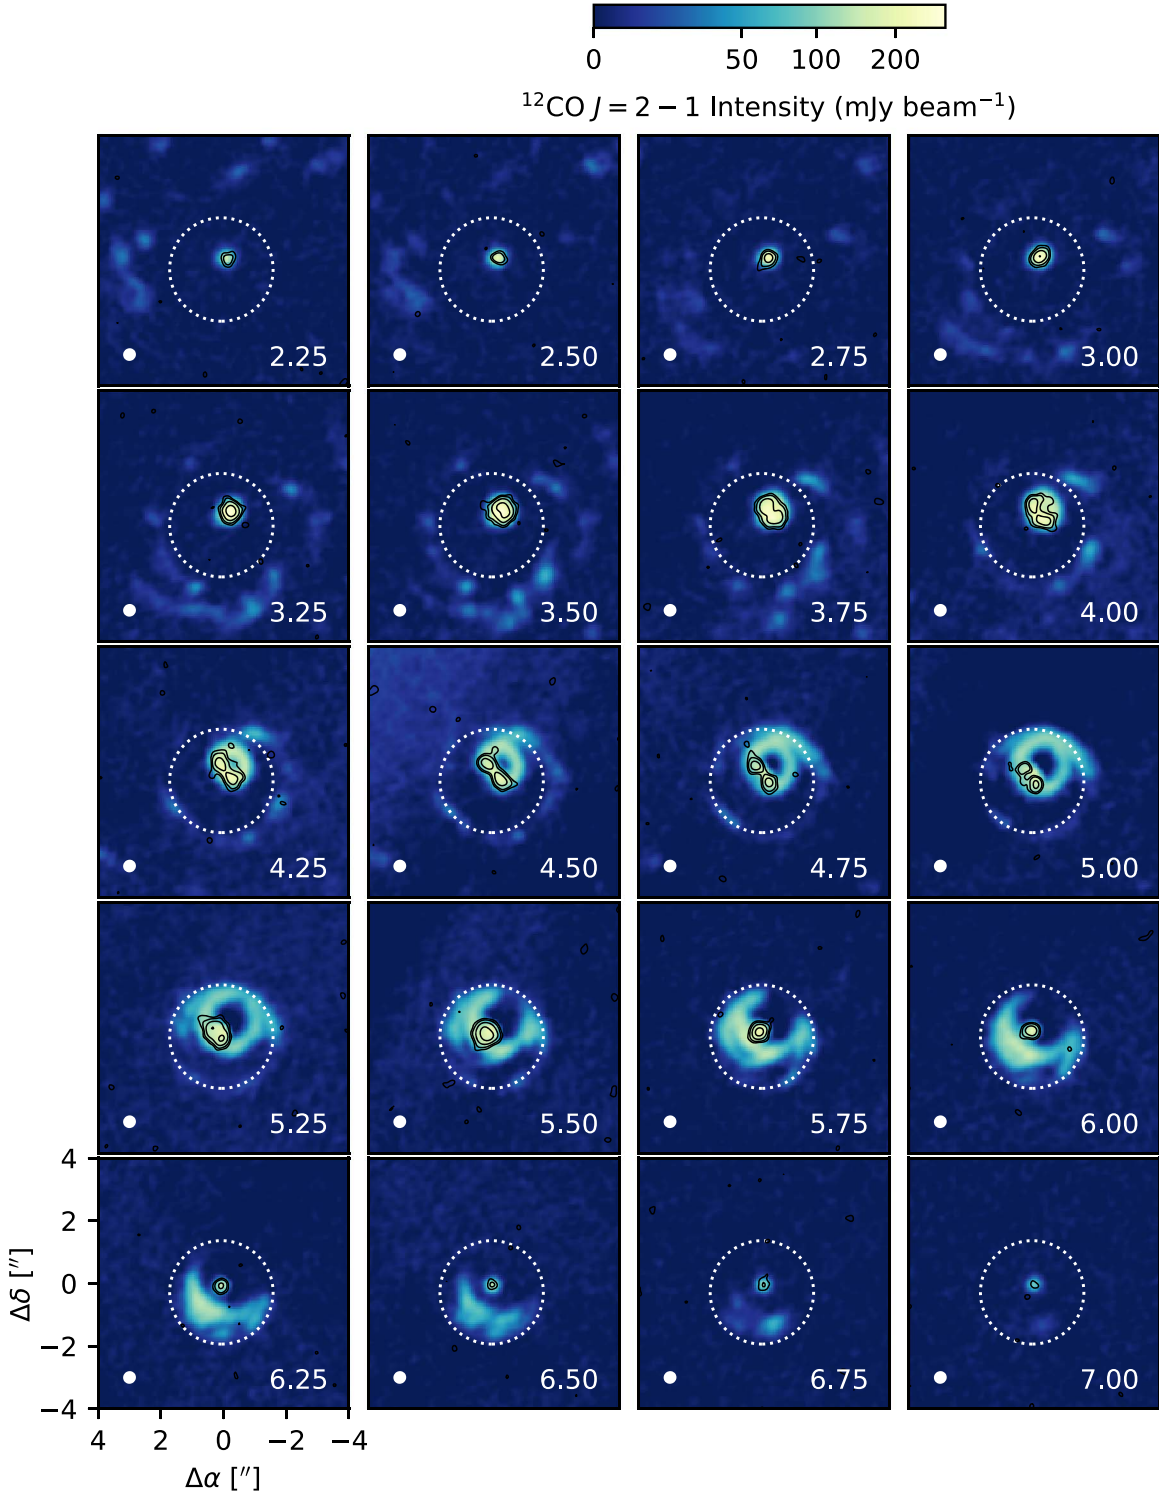 0 50 100 200
¹²CO J = 2 − 1 Intensity (mJy beam⁻¹)
2.25 2.50 2.75 3.00
3.25 3.50 3.75 4.00
4.25 4.50 4.75 5.00
5.25 5.50 5.75 6.00
4
2
0
−2
−4
Δδ [″]
6.25 6.50 6.75 7.00
4 2 0 −2 −4
Δα [″]